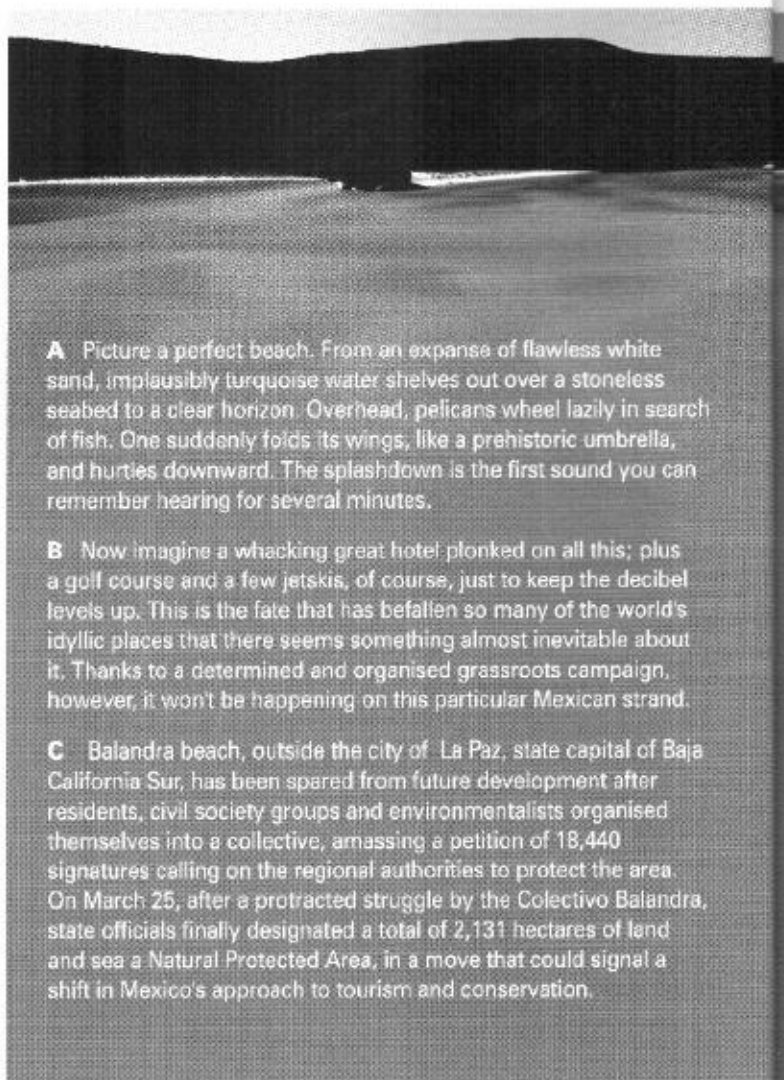 A Picture a perfect beach. From an expanse of flawless white
sand, implausibly turquoise water shelves out over a stoneless
seabed to a clear horizon. Overhead, pelicans wheel lazily in search
of fish. One suddenly folds its wings, like a prehistoric umbrella,
and hurtles downward. The splashdown is the first sound you can
remember hearing for several minutes.
B Now imagine a whacking great hotel plonked on all this; plus
a golf course and a few jetskis, of course, just to keep the decibel
levels up. This is the fate that has befallen so many of the world's
idyllic places that there seems something almost inevitable about
it. Thanks to a determined and organised grassroots campaign,
however, it won't be happening on this particular Mexican strand.
C Balandra beach, outside the city of La Paz, state capital of Baja
California Sur, has been spared from future development after
residents, civil society groups and environmentalists organised
themselves into a collective, amassing a petition of 18,440
signatures calling on the regional authorities to protect the area.
On March 25, after a protracted struggle by the Colectivo Balandra,
state officials finally designated a total of 2,131 hectares of land
and sea a Natural Protected Area, in a move that could signal a
shift in Mexico's approach to tourism and conservation.